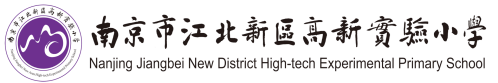 南京市江北新區高新實驗小學
Nanjing Jiangbei New District High-tech Experimental Primary School